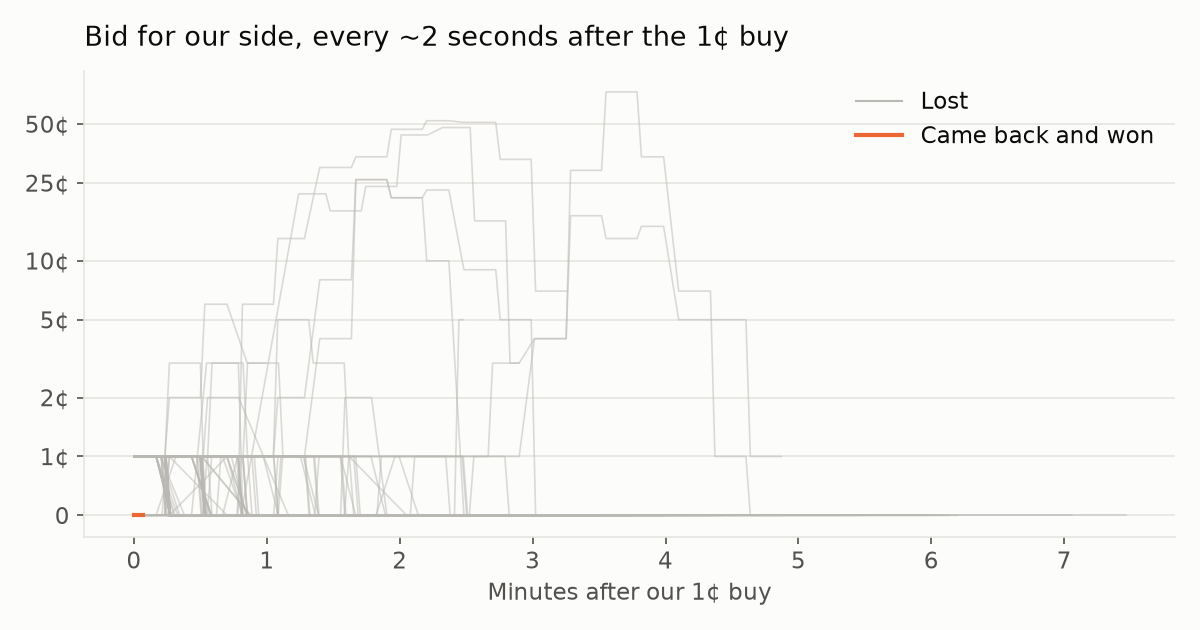 Bid for our side, every ~2 seconds after the 1¢ buy
Lost
Came back and won
50¢
25¢
10¢
5¢
2¢
1¢
0
0 1 2 3 4 5 6 7
Minutes after our 1¢ buy